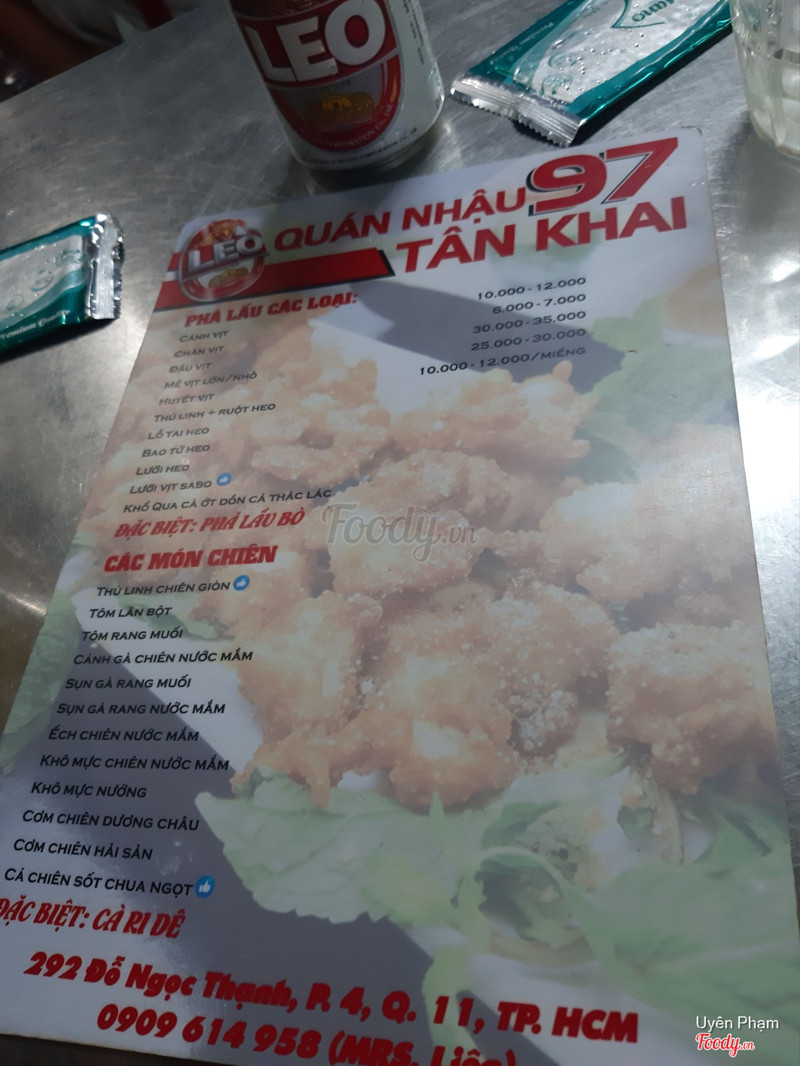 LEO
LEO
QUÁN NHẬU 97
TÂN KHAI
PHÁ LẤU CÁC LOẠI:
CÁNH VỊT 10.000 - 12.000
CHÂN VỊT 6.000 - 7.000
ĐẦU VỊT 30.000 - 35.000
MỀ VỊT LỚN/NHỎ 25.000 - 30.000
HUYẾT VỊT 10.000 - 12.000/MIẾNG
THỦ LINH + RUỘT HEO
LỖ TAI HEO
BAO TỬ HEO
LƯỠI HEO
LƯỠI VỊT SABO
KHỔ QUA CÀ ỚT DỒN CÁ THÁC LÁC
ĐẶC BIỆT: PHÁ LẤU BÒ
CÁC MÓN CHIÊN
THỦ LINH CHIÊN GIÒN
TÔM LĂN BỘT
TÔM RANG MUỐI
CÁNH GÀ CHIÊN NƯỚC MẮM
SỤN GÀ RANG MUỐI
SỤN GÀ RANG NƯỚC MẮM
ẾCH CHIÊN NƯỚC MẮM
KHÔ MỰC CHIÊN NƯỚC MẮM
KHÔ MỰC NƯỚNG
CƠM CHIÊN DƯƠNG CHÂU
CƠM CHIÊN HẢI SẢN
CÁ CHIÊN SỐT CHUA NGỌT
ĐẶC BIỆT: CÀ RI DÊ
292 Đỗ Ngọc Thạnh, P. 4, Q. 11, TP. HCM
0909 614 958 (MRS. Liên)
Foody.vn
Uyên Phạm
Foody.vn